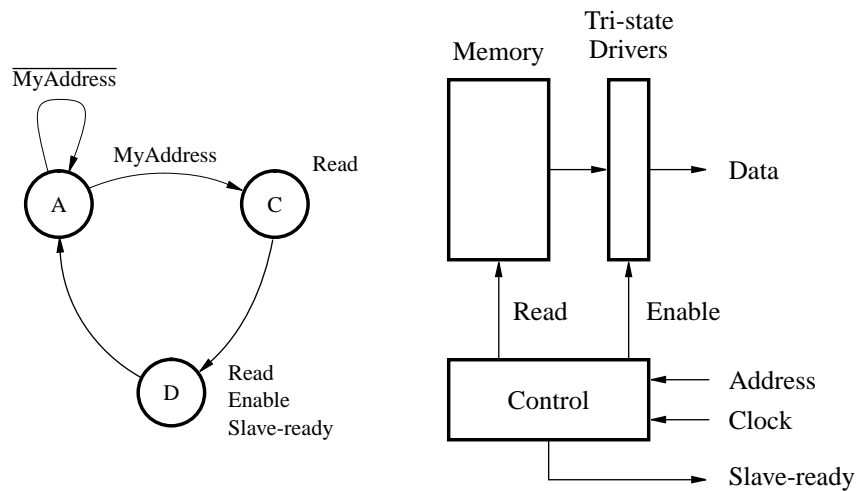 MyAddress
A
MyAddress
C
Read
D
Read
Enable
Slave-ready
Memory
Tri-state
Drivers
Data
Read
Enable
Control
Address
Clock
Slave-ready